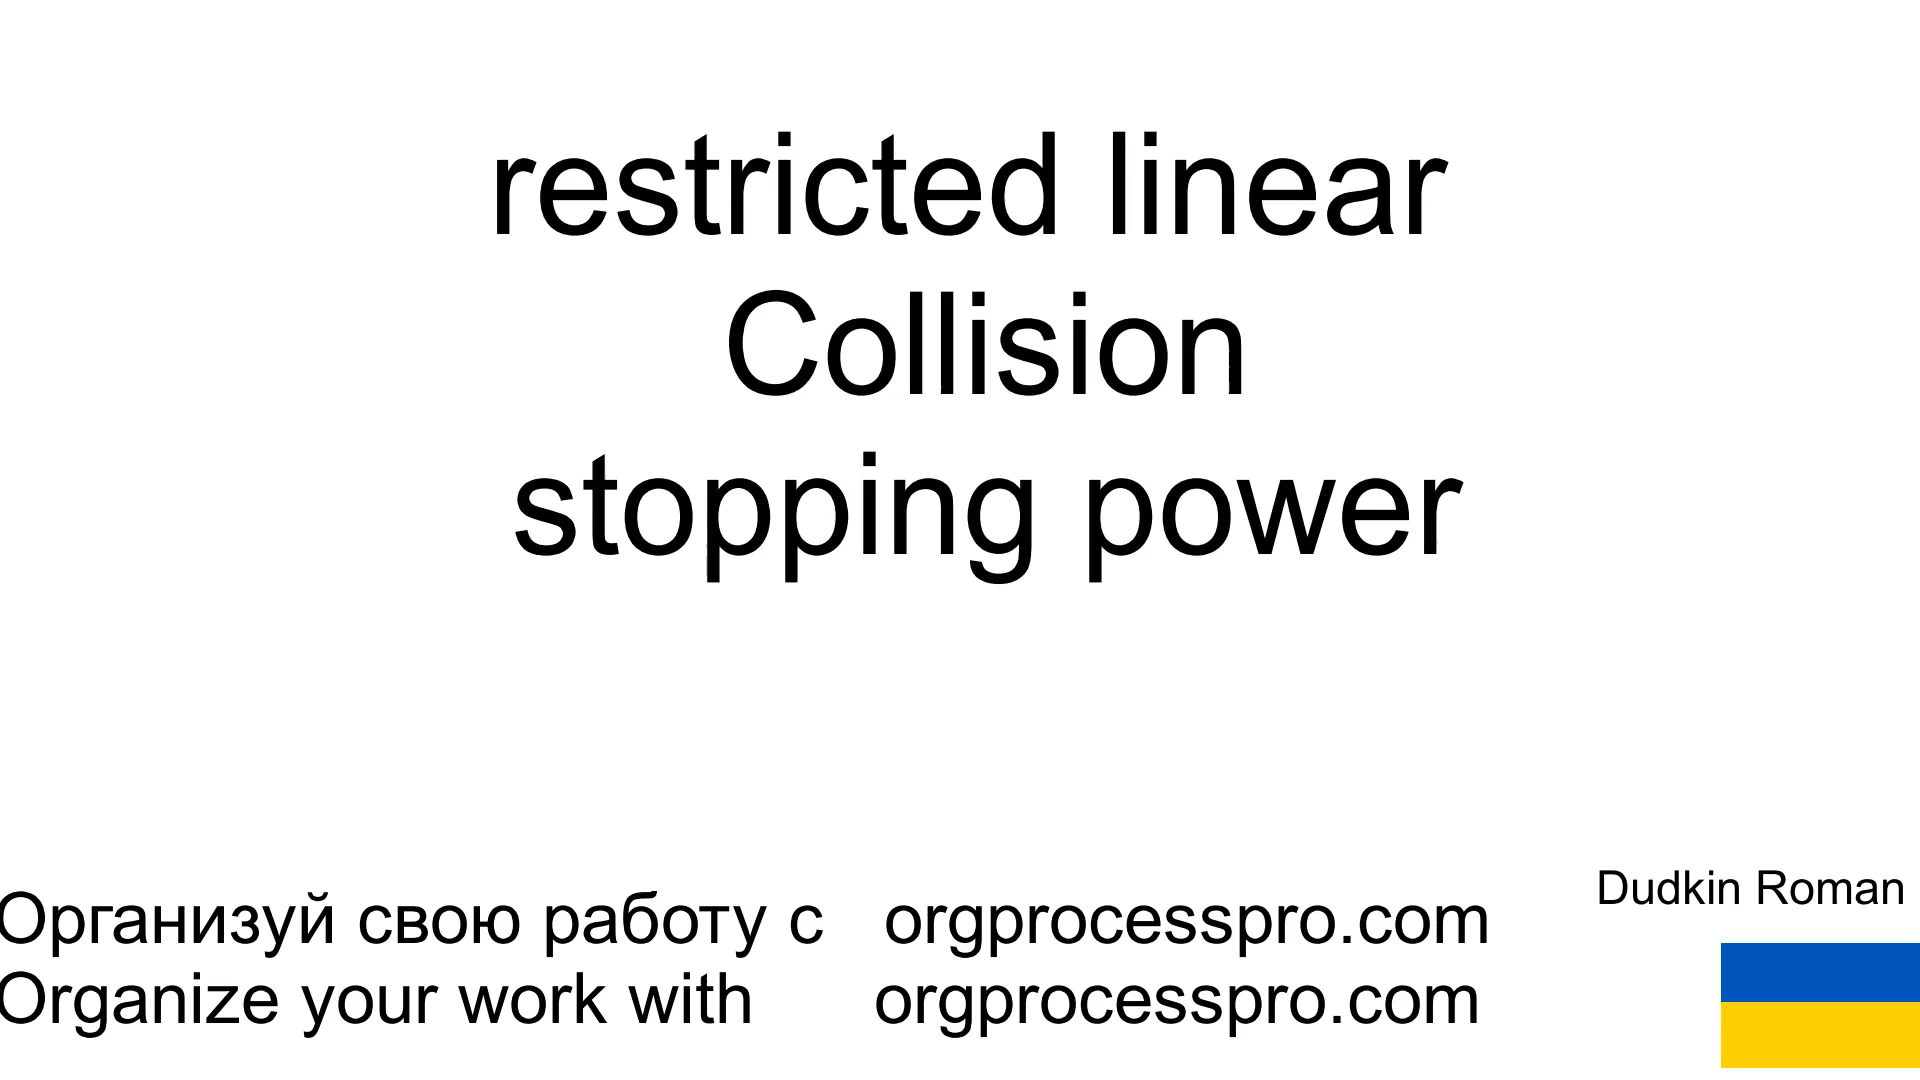 restricted linear
Collision
stopping power
Dudkin Roman
Организуй свою работу с orgprocesspro.com
Organize your work with orgprocesspro.com